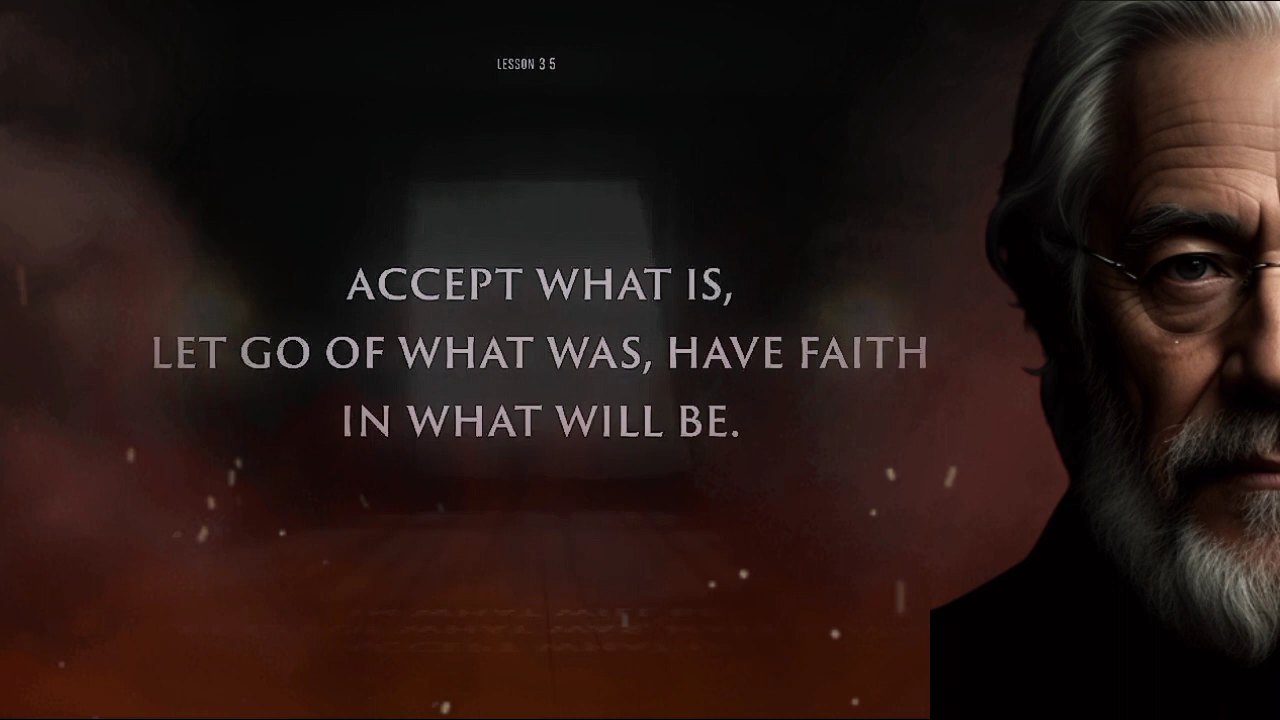 LESSON 35
ACCEPT WHAT IS,
LET GO OF WHAT WAS, HAVE FAITH
IN WHAT WILL BE.